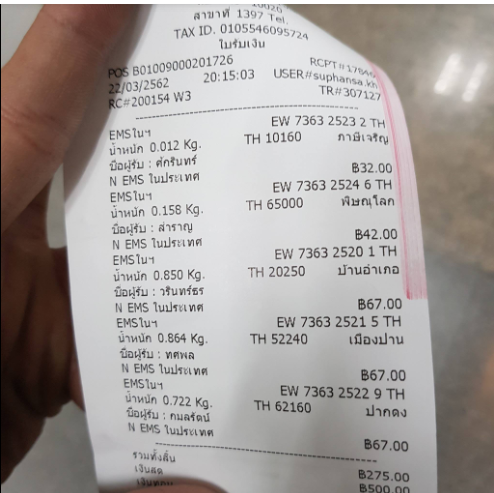 10020
สาขาที่ 1397 Tel.
TAX ID. 0105546095724
ใบรับเงิน
POS B01009000201726 RCPT#17846
22/03/2562 20:15:03 USER#suphansa.kh
RC#200154 W3 TR#307127
EMSในฯ EW 7363 2523 2 TH
น้ำหนัก 0.012 Kg. TH 10160 ภาษีเจริญ
ชื่อผู้รับ : ศักรินทร์
N EMS ในประเทศ ฿32.00
EMSในฯ EW 7363 2524 6 TH
น้ำหนัก 0.158 Kg. TH 65000 พิษณุโลก
ชื่อผู้รับ : สำราญ
N EMS ในประเทศ ฿42.00
EMSในฯ EW 7363 2520 1 TH
น้ำหนัก 0.850 Kg. TH 20250 บ้านอำเภอ
ชื่อผู้รับ : วรินทร์ธร
N EMS ในประเทศ ฿67.00
EMSในฯ EW 7363 2521 5 TH
น้ำหนัก 0.864 Kg. TH 52240 เมืองปาน
ชื่อผู้รับ : ทศพล
N EMS ในประเทศ ฿67.00
EMSในฯ EW 7363 2522 9 TH
น้ำหนัก 0.722 Kg. TH 62160 ปากดง
ชื่อผู้รับ : กมลรัตน์
N EMS ในประเทศ ฿67.00
รวมทั้งสิ้น ฿275.00
เงินสด ฿500.00